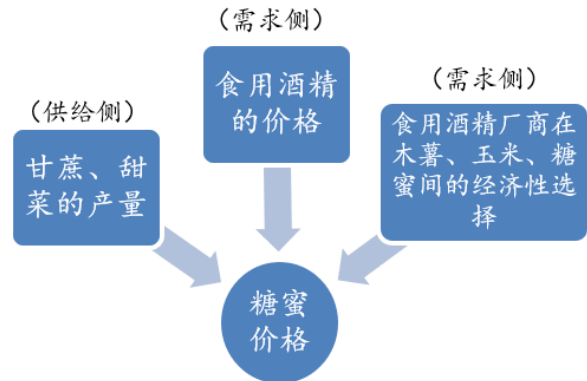 （供给侧）
甘蔗、甜
菜的产量
（需求侧）
食用酒精
的价格
（需求侧）
食用酒精厂商在
木薯、玉米、糖
蜜间的经济性选
择
糖蜜
价格